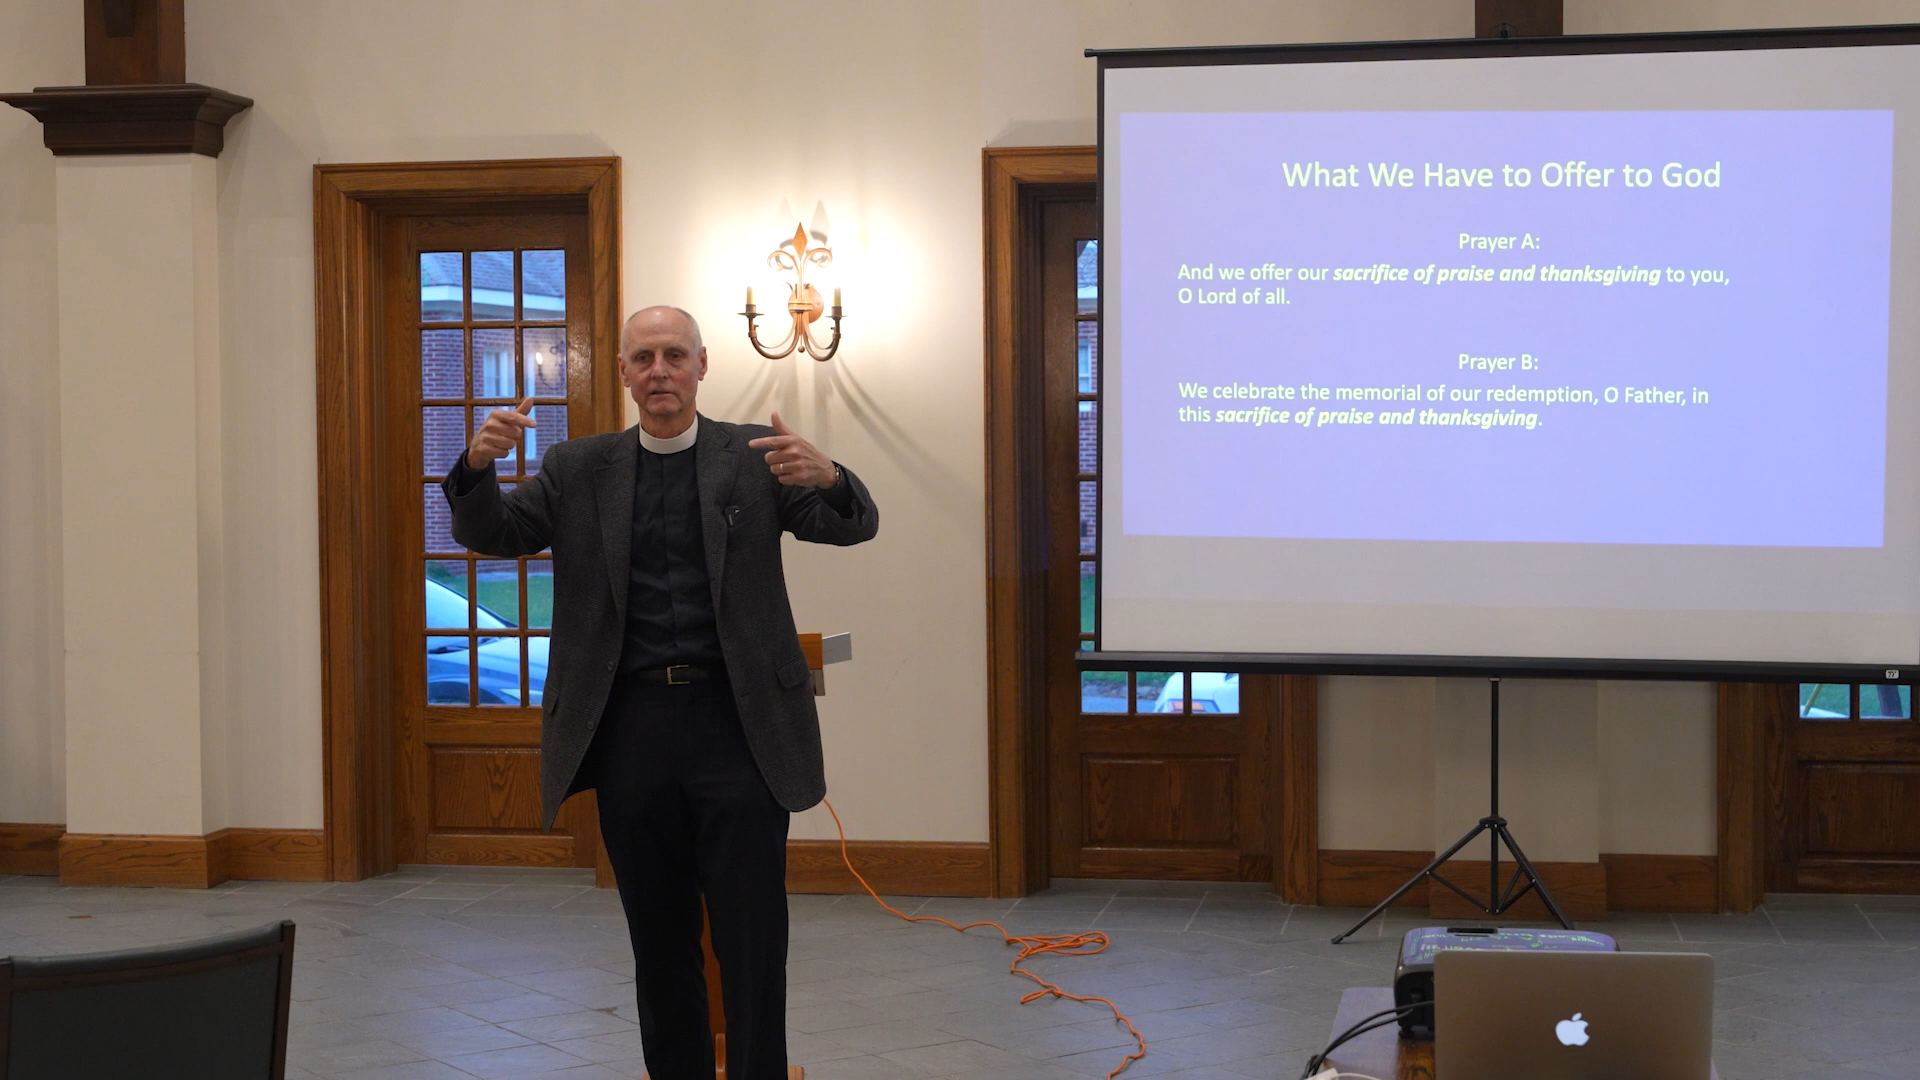 What We Have to Offer to God
Prayer A:
And we offer our sacrifice of praise and thanksgiving to you,
O Lord of all.
Prayer B:
We celebrate the memorial of our redemption, O Father, in
this sacrifice of praise and thanksgiving.